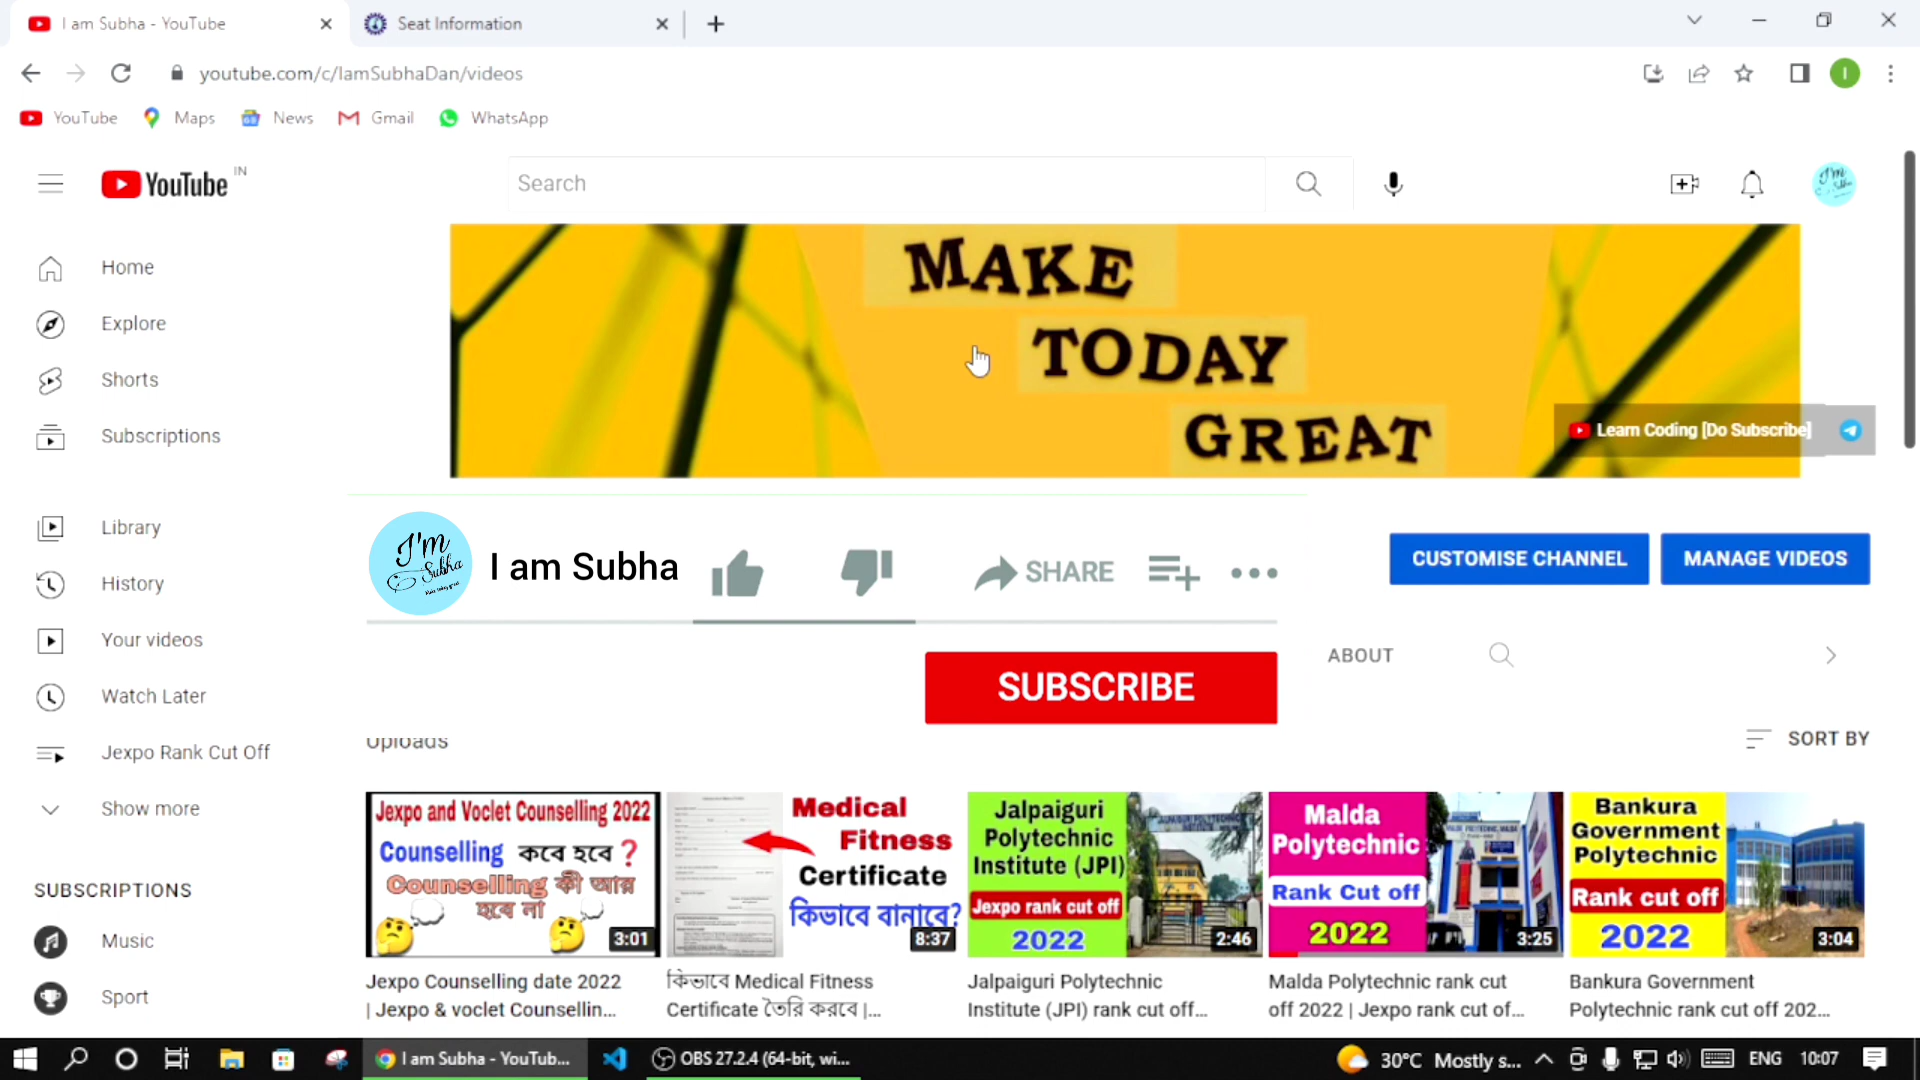 I am Subha - YouTube
Seat Information
youtube.com/c/IamSubhaDan/videos
YouTube
Maps
News
Gmail
WhatsApp
YouTube IN
Search
Home
Explore
Shorts
Subscriptions
Library
History
Your videos
Watch Later
Jexpo Rank Cut Off
Show more
SUBSCRIPTIONS
Music
Sport
MAKE
TODAY
GREAT
Learn Coding [Do Subscribe]
I'm
Subha
I am Subha
SHARE
CUSTOMISE CHANNEL
MANAGE VIDEOS
SUBSCRIBE
ABOUT
Uploads
SORT BY
Jexpo and Voclet Counselling 2022
Counselling কবে হবে ?
Counselling কী আর
হবে না
3:01
Jexpo Counselling date 2022
| Jexpo & voclet Counsellin...
Medical
Fitness
Certificate
কিভাবে বানাবে?
8:37
কিভাবে Medical Fitness
Certificate তৈরি করবে |...
Jalpaiguri
Polytechnic
Institute (JPI)
Jexpo rank cut off
2022
2:46
Jalpaiguri Polytechnic
Institute (JPI) rank cut off...
Malda
Polytechnic
Rank Cut off
2022
3:25
Malda Polytechnic rank cut
off 2022 | Jexpo rank cut of...
Bankura
Government
Polytechnic
Rank cut off
2022
3:04
Bankura Government
Polytechnic rank cut off 202...
I am Subha - YouTub...
OBS 27.2.4 (64-bit, wi...
30°C Mostly s...
ENG
10:07